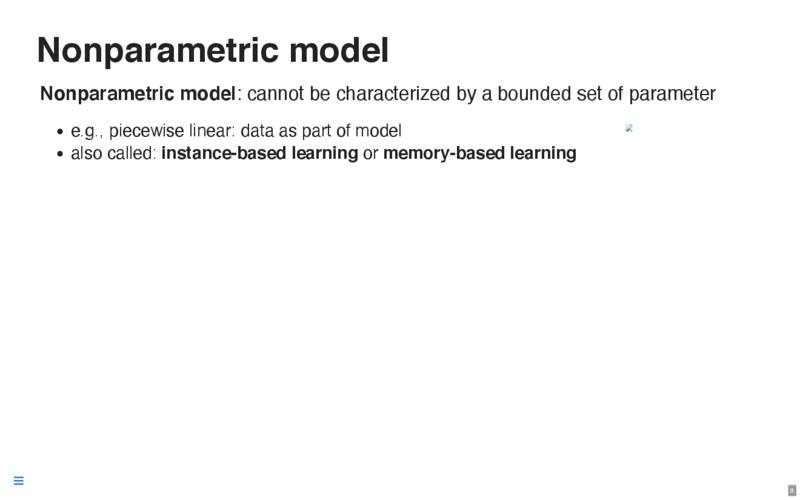 Nonparametric model
Nonparametric model: cannot be characterized by a bounded set of parameter
e.g., piecewise linear: data as part of model
also called: instance-based learning or memory-based learning